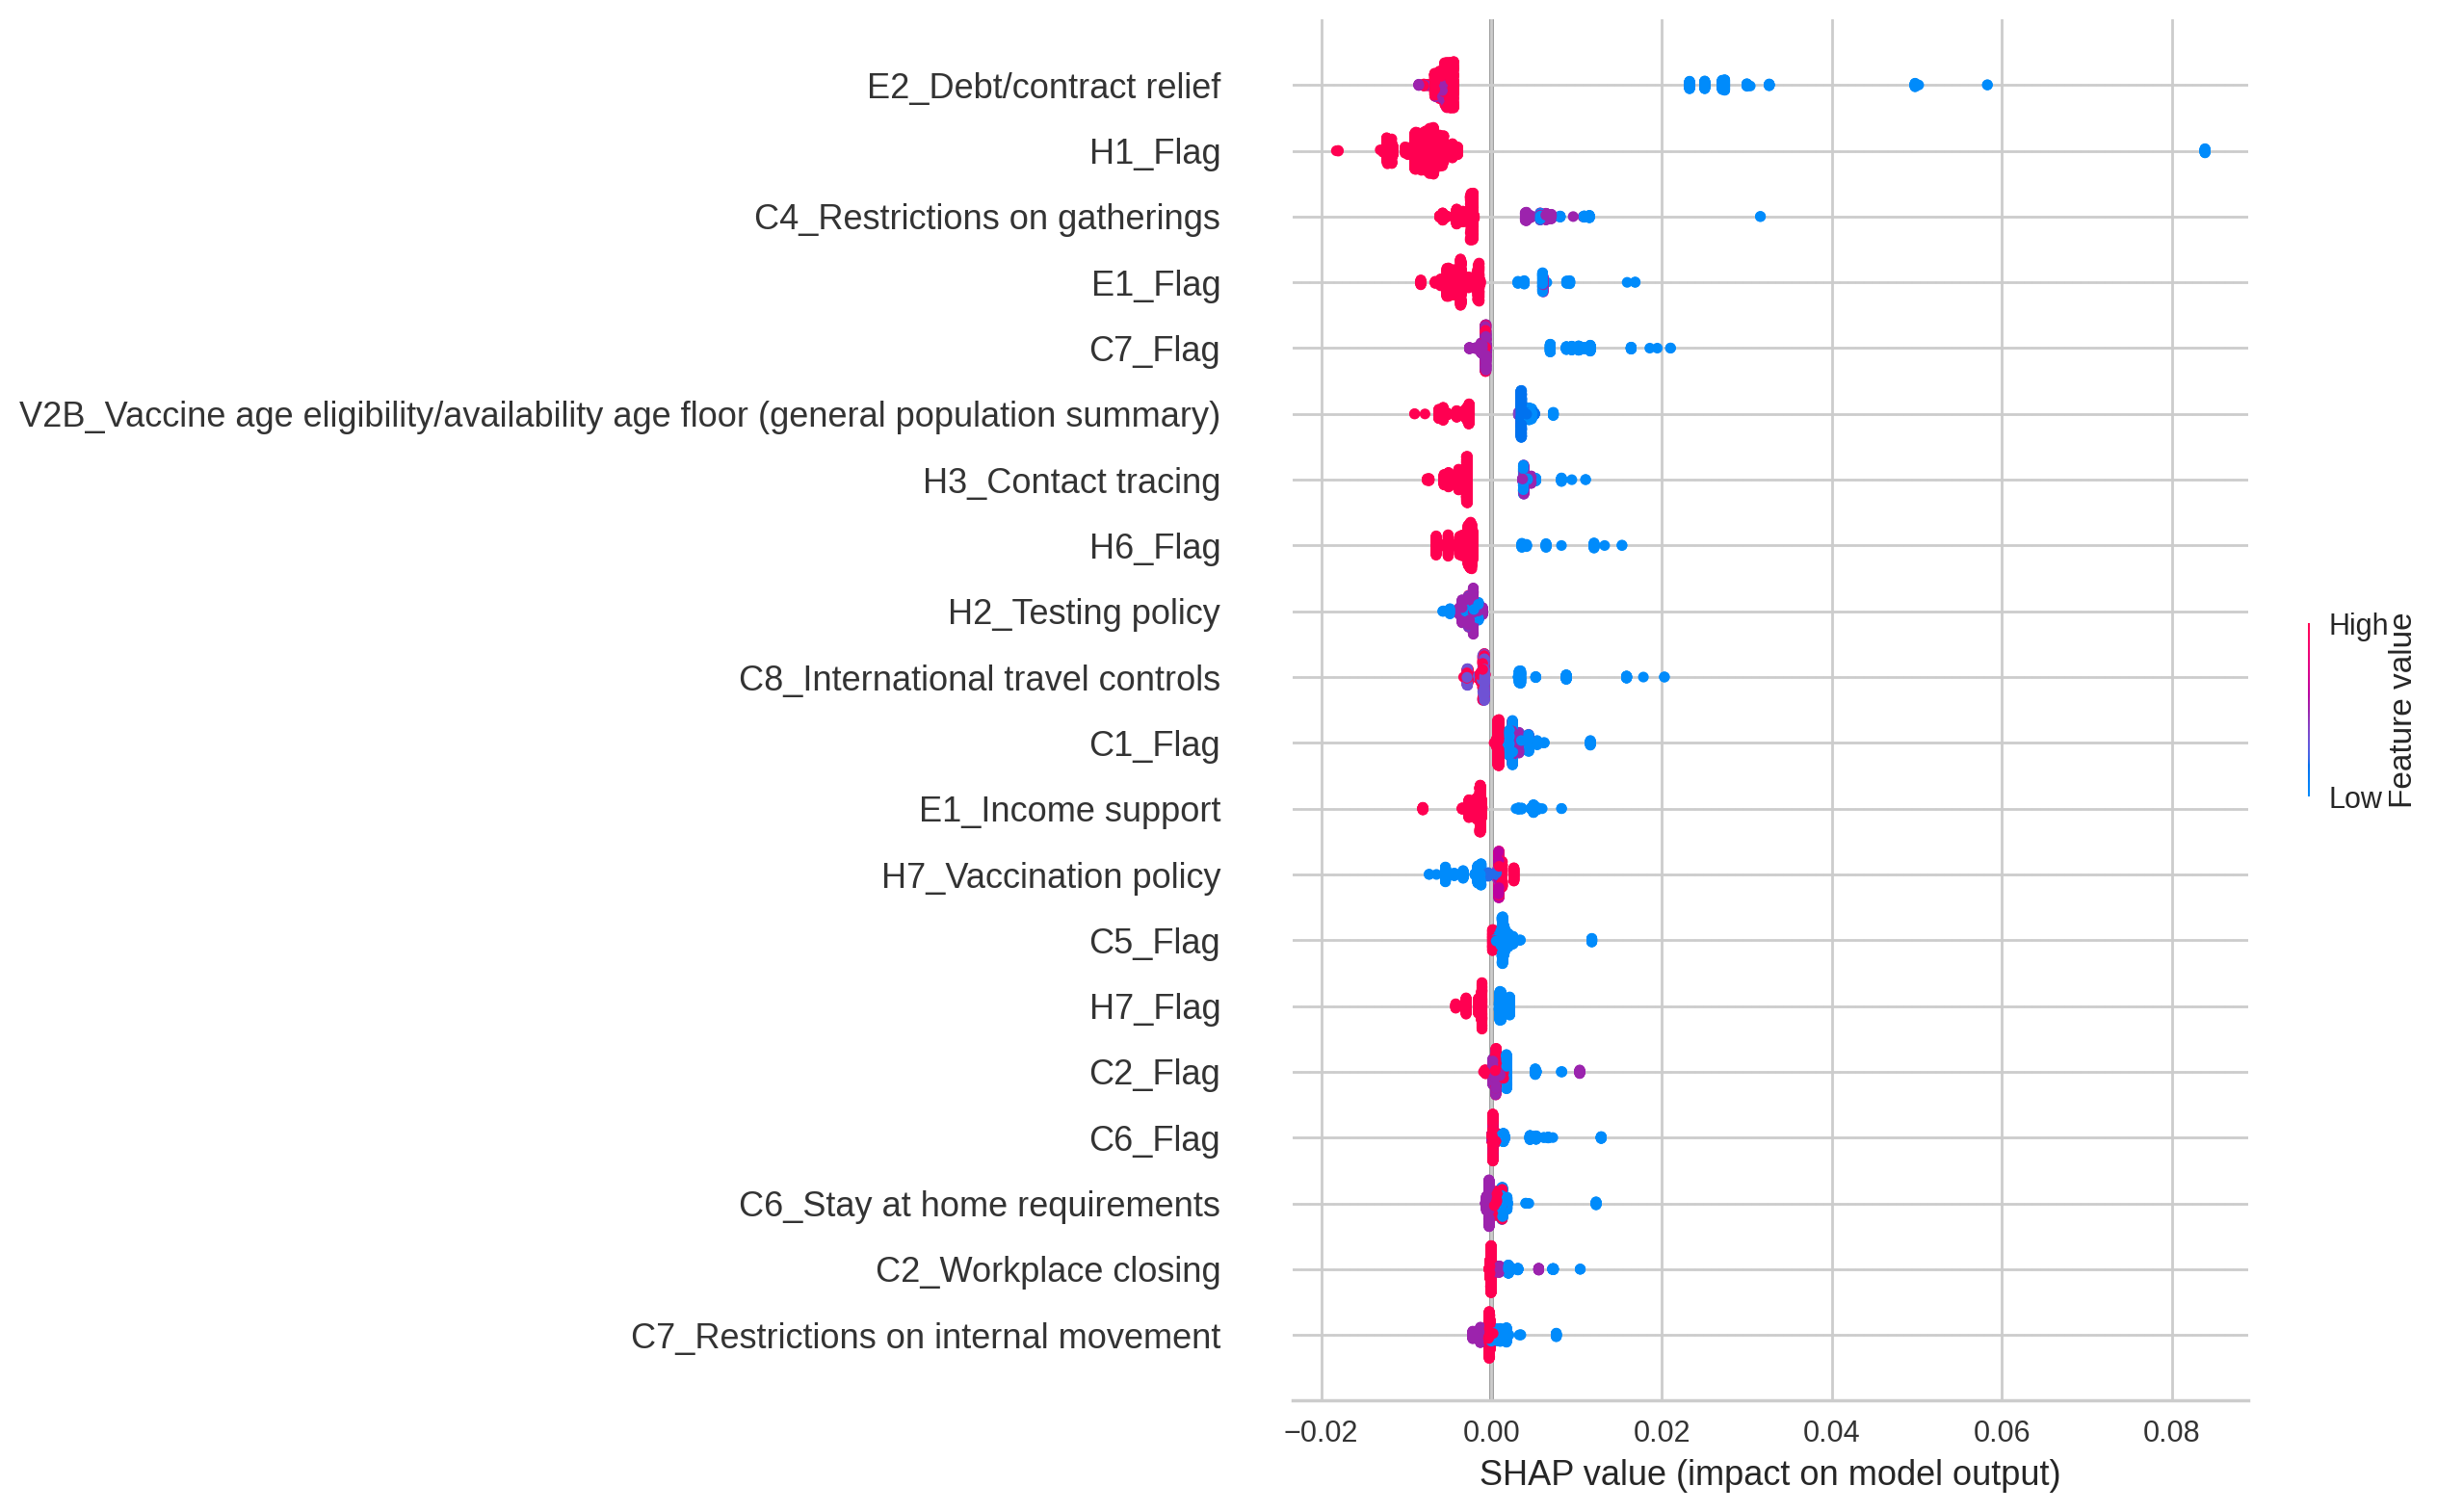 E2_Debt/contract relief
H1_Flag
C4_Restrictions on gatherings
E1_Flag
C7_Flag
V2B_Vaccine age eligibility/availability age floor (general population summary)
H3_Contact tracing
H6_Flag
H2_Testing policy
C8_International travel controls
C1_Flag
E1_Income support
H7_Vaccination policy
C5_Flag
H7_Flag
C2_Flag
C6_Flag
C6_Stay at home requirements
C2_Workplace closing
C7_Restrictions on internal movement
−0.02 0.00 0.02 0.04 0.06 0.08
SHAP value (impact on model output)
High
Low
Feature value